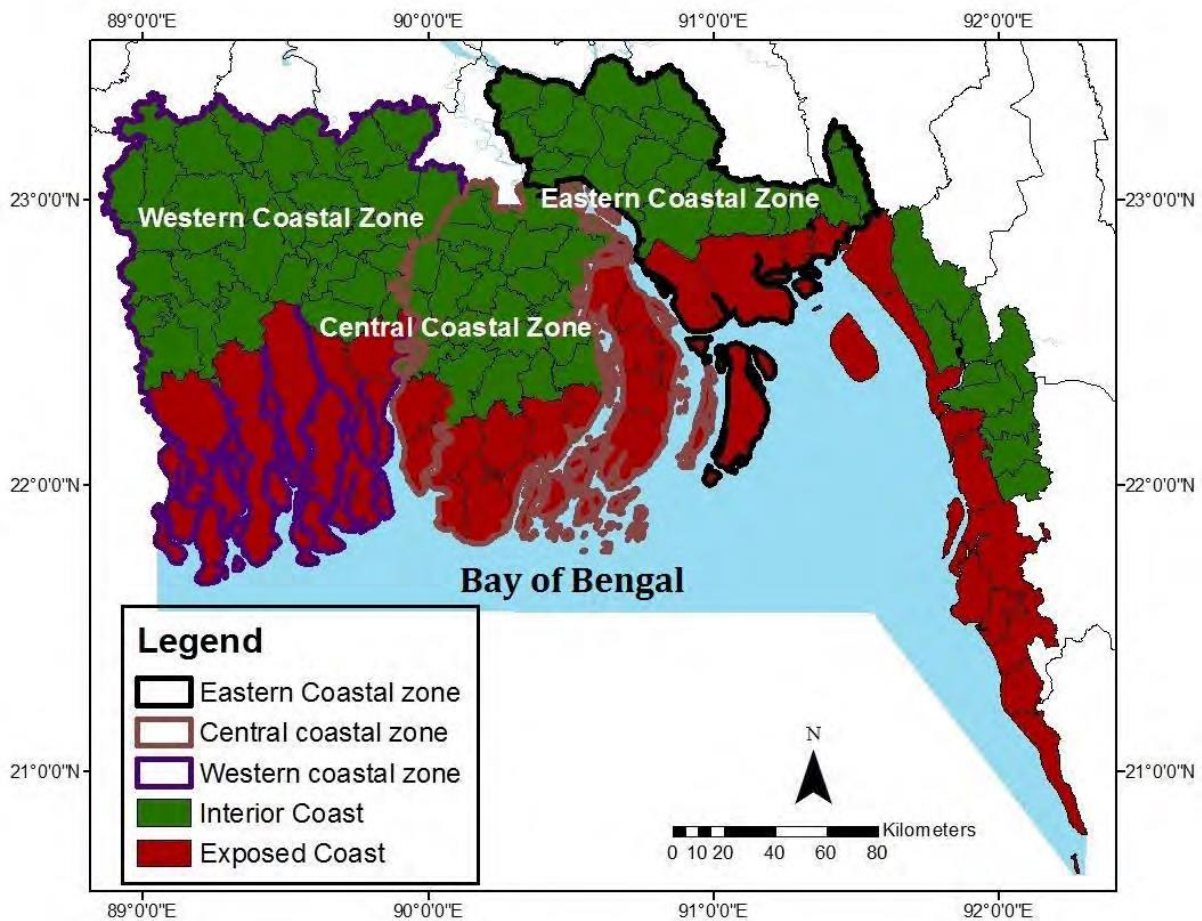 89°0'0"E 90°0'0"E 91°0'0"E 92°0'0"E
23°0'0"N
Western Coastal Zone
Eastern Coastal Zone
23°0'0"N
Central Coastal Zone
22°0'0"N
22°0'0"N
Bay of Bengal
Legend
Eastern Coastal zone
Central coastal zone
Western coastal zone
Interior Coast
Exposed Coast
21°0'0"N
21°0'0"N
N
Kilometers
0 10 20 40 60 80
89°0'0"E 90°0'0"E 91°0'0"E 92°0'0"E